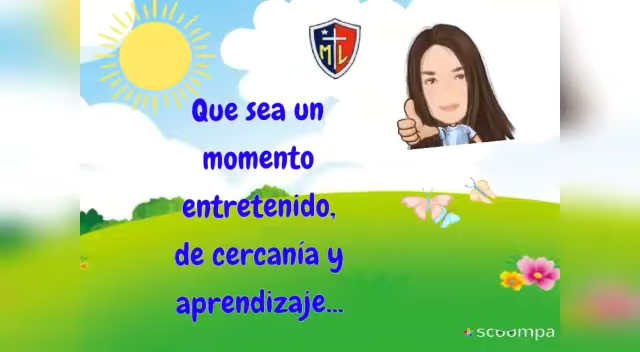 M L
Que sea un
momento
entretenido,
de cercanía y
aprendizaje...
scoompa